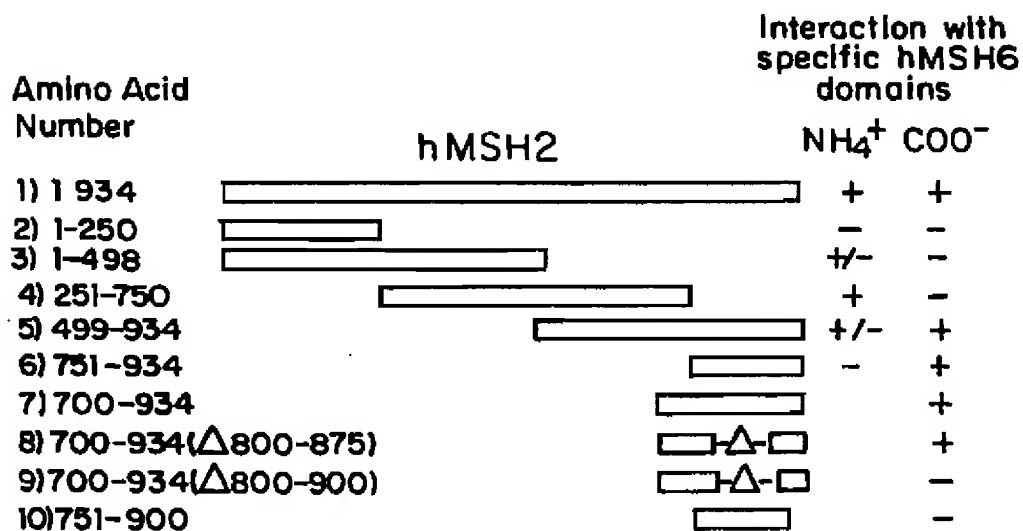 Interaction with
specific hMSH6
domains
Amino Acid
Number
hMSH2
NH4+ COO−
1) 1 934 + +
2) 1-250 − −
3) 1-498 +/- −
4) 251-750 + −
5) 499-934 +/- +
6) 751-934 − +
7) 700-934 +
8) 700-934(Δ800-875) Δ +
9) 700-934(Δ800-900) Δ −
10) 751-900 −